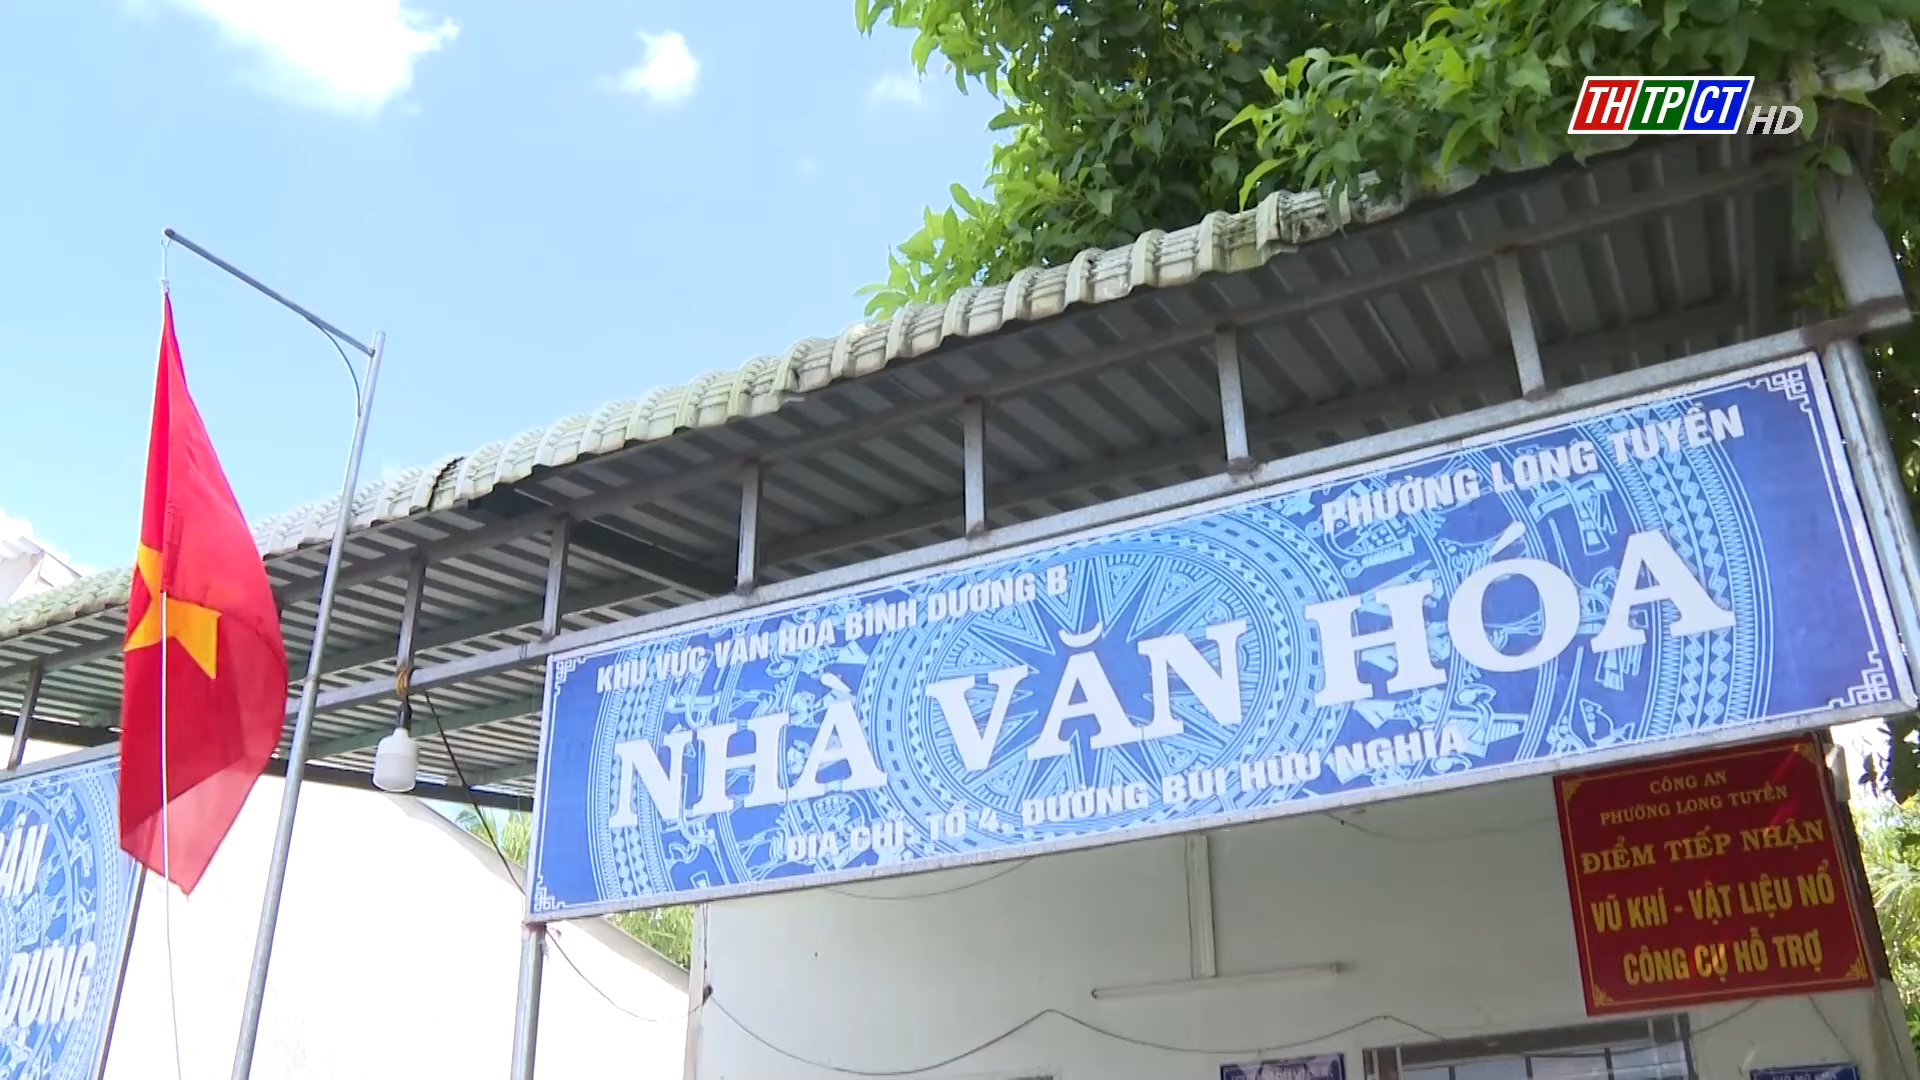 THTPCT HD
KHU VỰC VĂN HÓA BÌNH DƯƠNG B
PHƯỜNG LONG TUYỀN
NHÀ VĂN HÓA
ĐỊA CHỈ: TỔ 4, ĐƯỜNG BÙI HỮU NGHĨA
CÔNG AN
PHƯỜNG LONG TUYỀN
ĐIỂM TIẾP NHẬN
VŨ KHÍ - VẬT LIỆU NỔ
CÔNG CỤ HỖ TRỢ
DỰNG